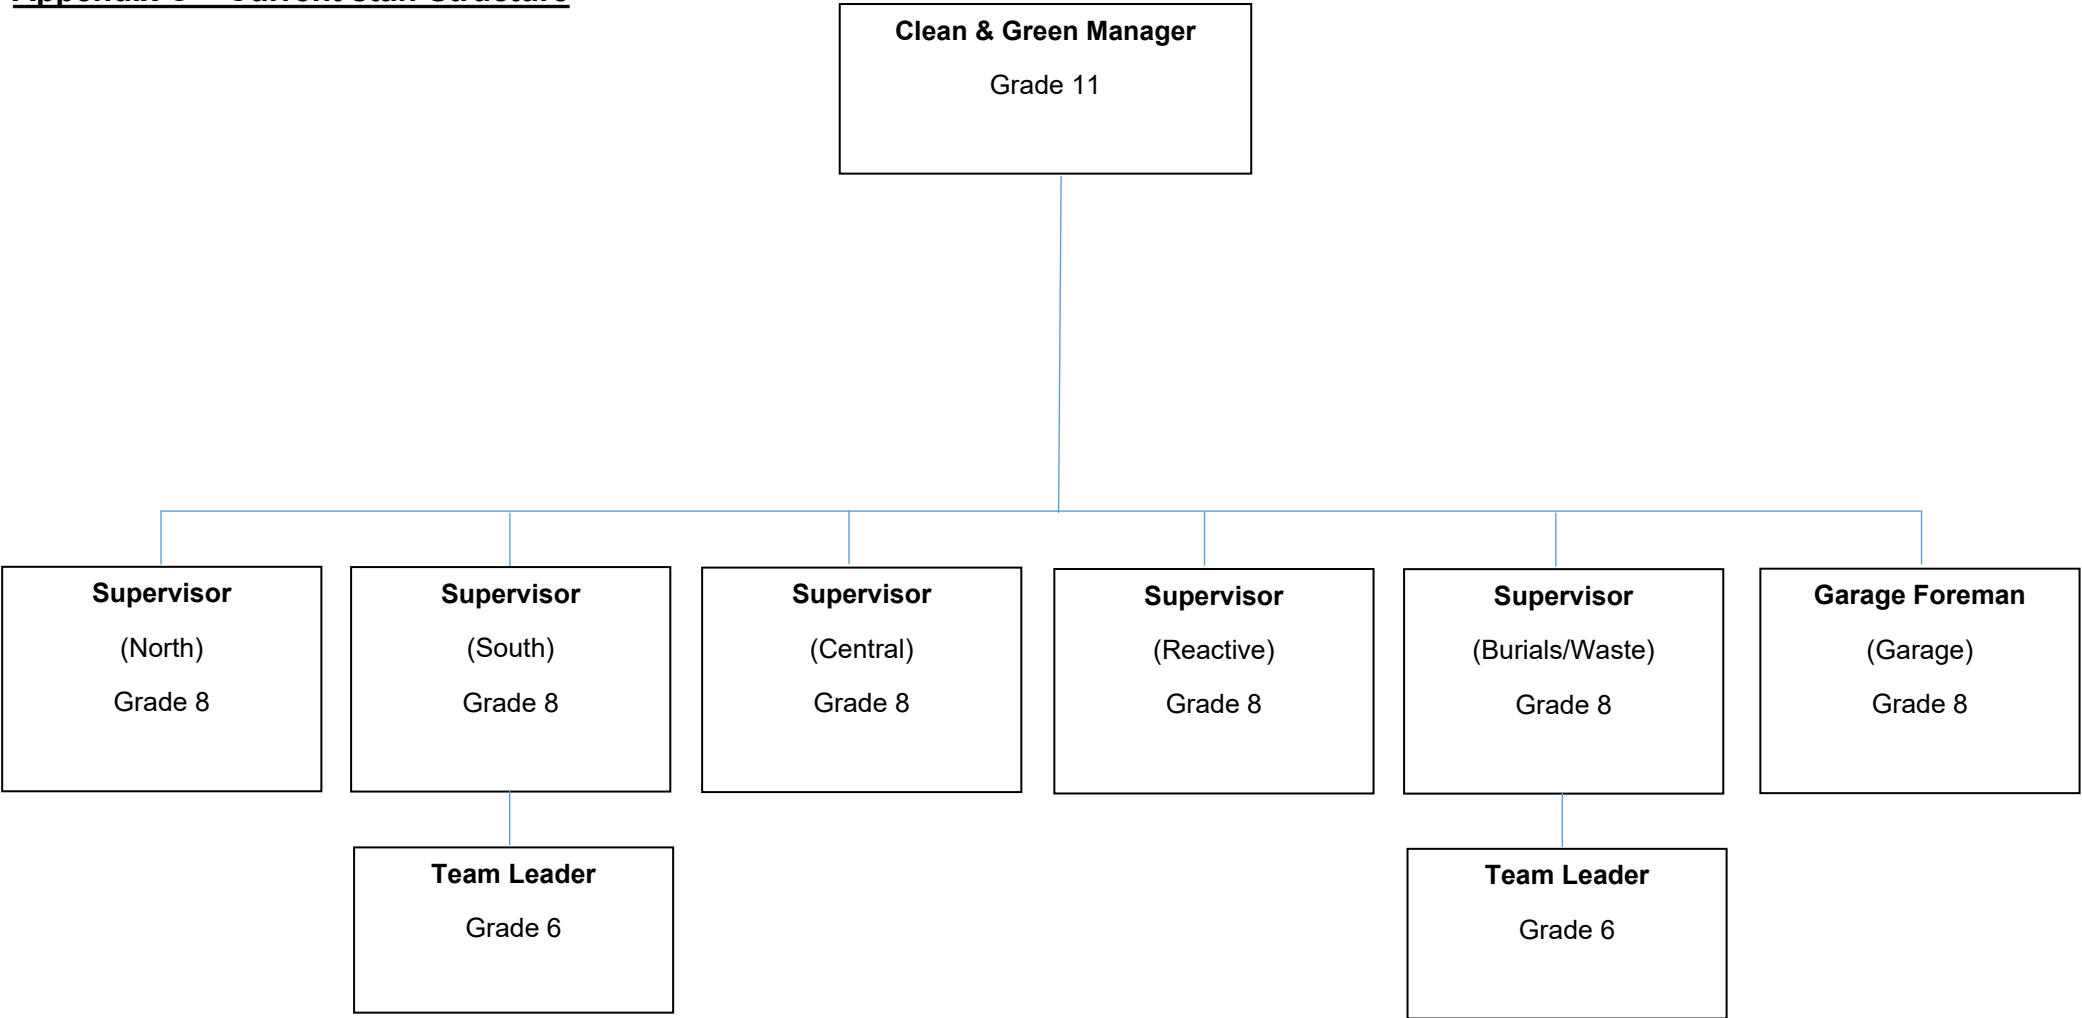 Clean & Green Manager
Grade 11
Supervisor
(North)
Grade 8
Supervisor
(South)
Grade 8
Supervisor
(Central)
Grade 8
Supervisor
(Reactive)
Grade 8
Supervisor
(Burials/Waste)
Grade 8
Garage Foreman
(Garage)
Grade 8
Team Leader
Grade 6
Team Leader
Grade 6